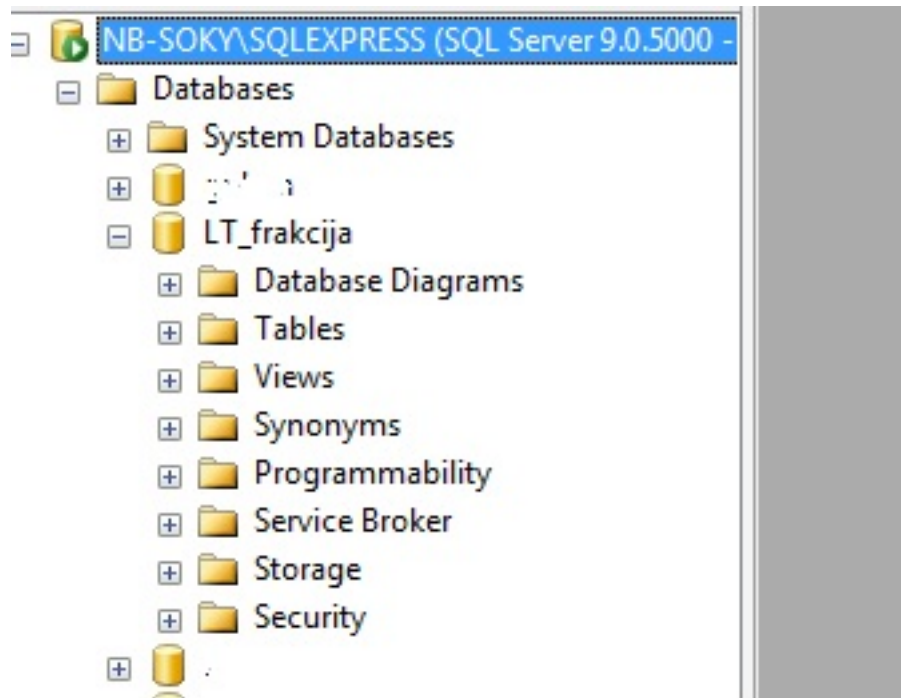 NB-SOKY\SQLEXPRESS (SQL Server 9.0.5000 -
Databases
System Databases
LT_frakcija
Database Diagrams
Tables
Views
Synonyms
Programmability
Service Broker
Storage
Security